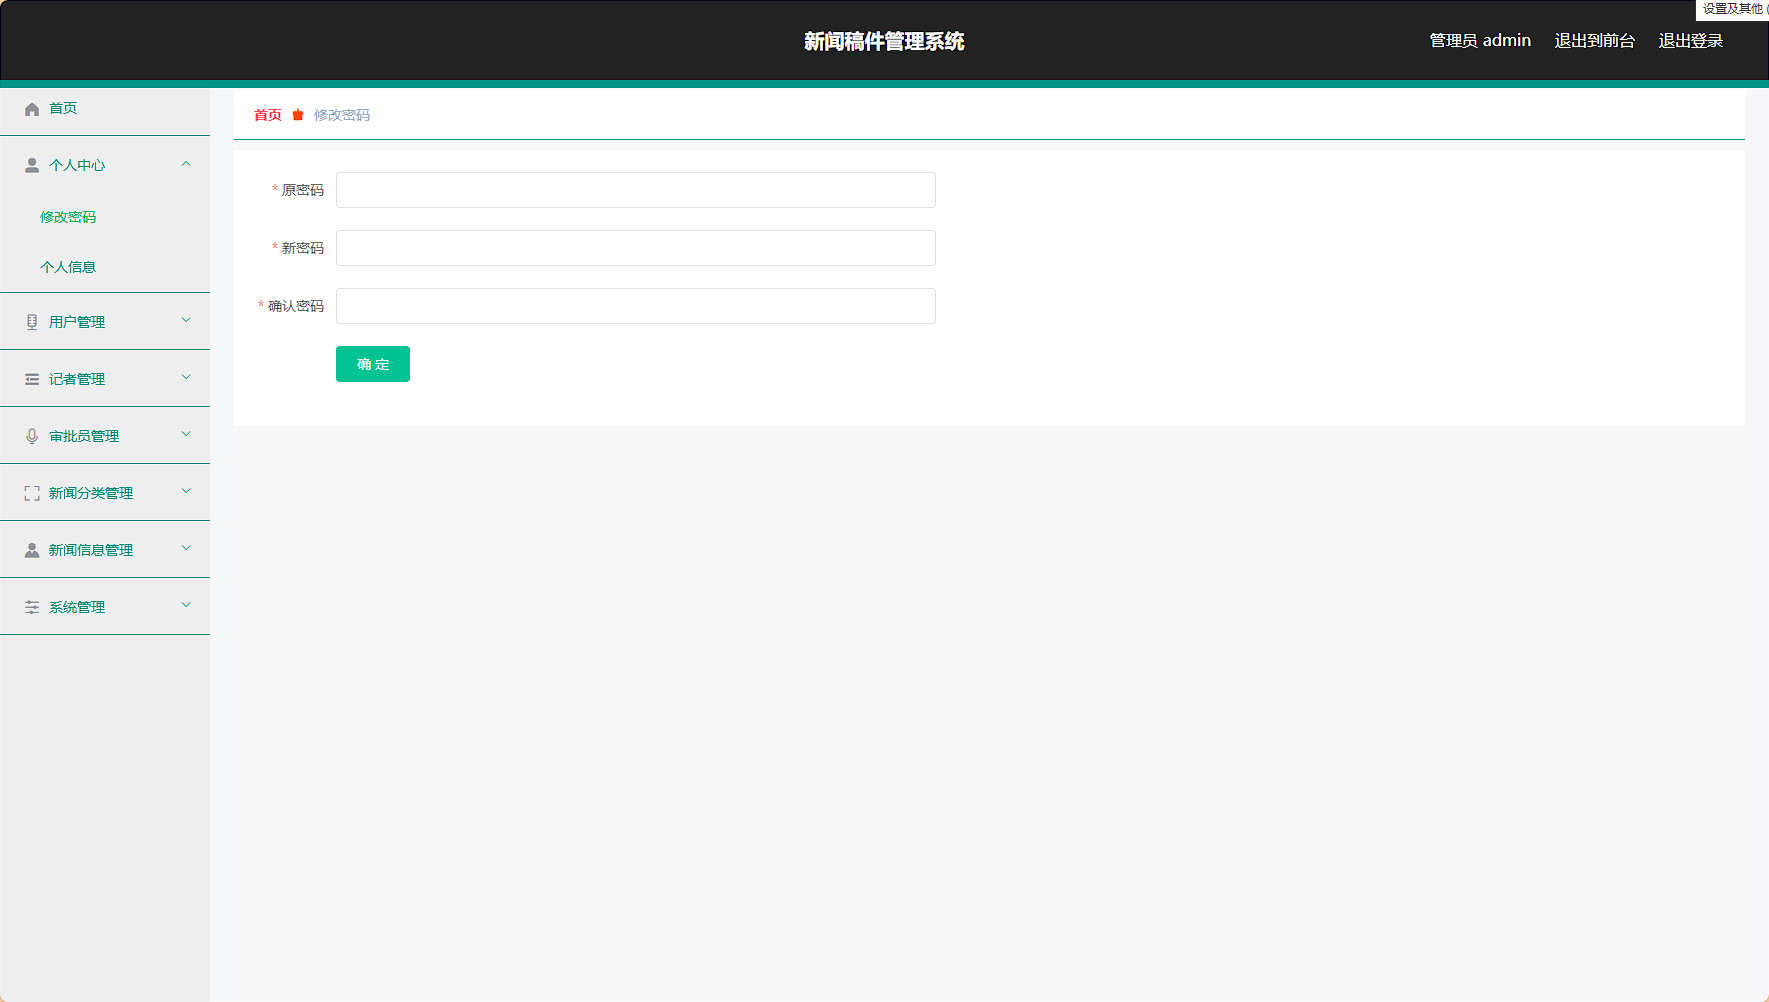 设置及其他 (
新闻稿件管理系统
管理员 admin
退出到前台
退出登录
首页
个人中心
修改密码
个人信息
用户管理
记者管理
审批员管理
新闻分类管理
新闻信息管理
系统管理
首页 修改密码
* 原密码
* 新密码
* 确认密码
确 定